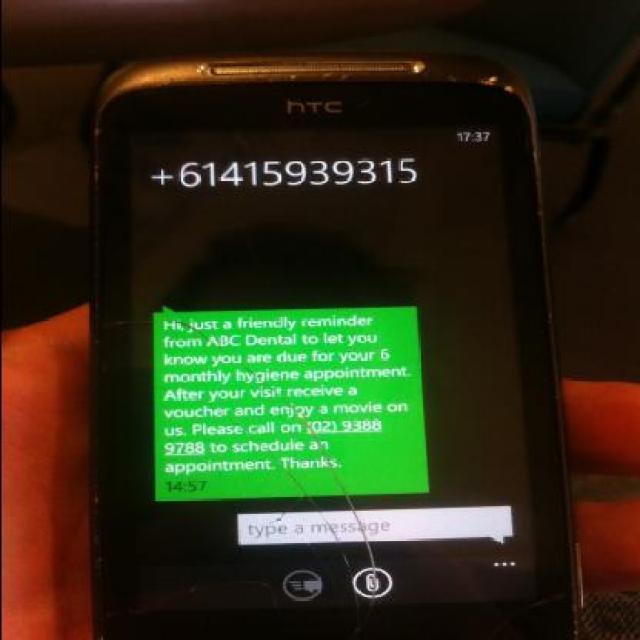 hTC
17:37
+61415939315
Hi, just a friendly reminder
from ABC Dental to let you
know you are due for your 6
monthly hygiene appointment.
After your visit receive a
voucher and enjoy a movie on
us. Please call on (02) 9388
9788 to schedule an
appointment. Thanks.
14:57
type a message